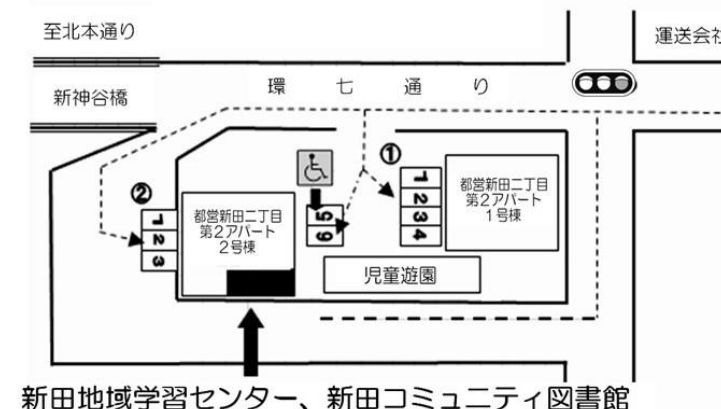 至北本通り
運送会社
新神谷橋
環七通り
①
②
1
2
3
4
都営新田二丁目
第2アパート
1号棟
1
2
3
都営新田二丁目
第2アパート
2号棟
5
6
児童遊園
新田地域学習センター、新田コミュニティ図書館